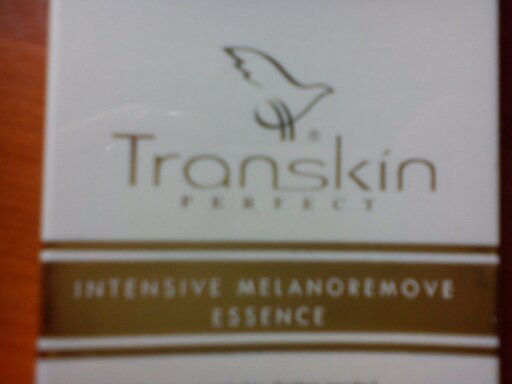 Transkin®
PERFECT
INTENSIVE MELANOREMOVE
ESSENCE